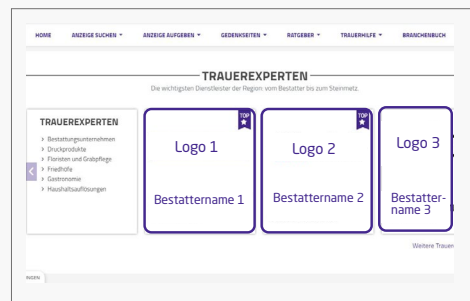 HOME ANZEIGE SUCHEN ANZEIGE AUFGEBEN GEDENKSEITEN RATGEBER TRAUERHILFE BRANCHENBUCH
TRAUEREXPERTEN
Die wichtigsten Dienstleister der Region: vom Bestatter bis zum Steinmetz.
TRAUEREXPERTEN
> Bestattungsunternehmen
> Druckprodukte
> Floristen und Grabpflege
> Friedhöfe
> Gastronomie
> Haushaltsauflösungen
TOP
Logo 1
Bestattername 1
TOP
Logo 2
Bestattername 2
Logo 3
Bestatter-
name 3
Weitere Trauer